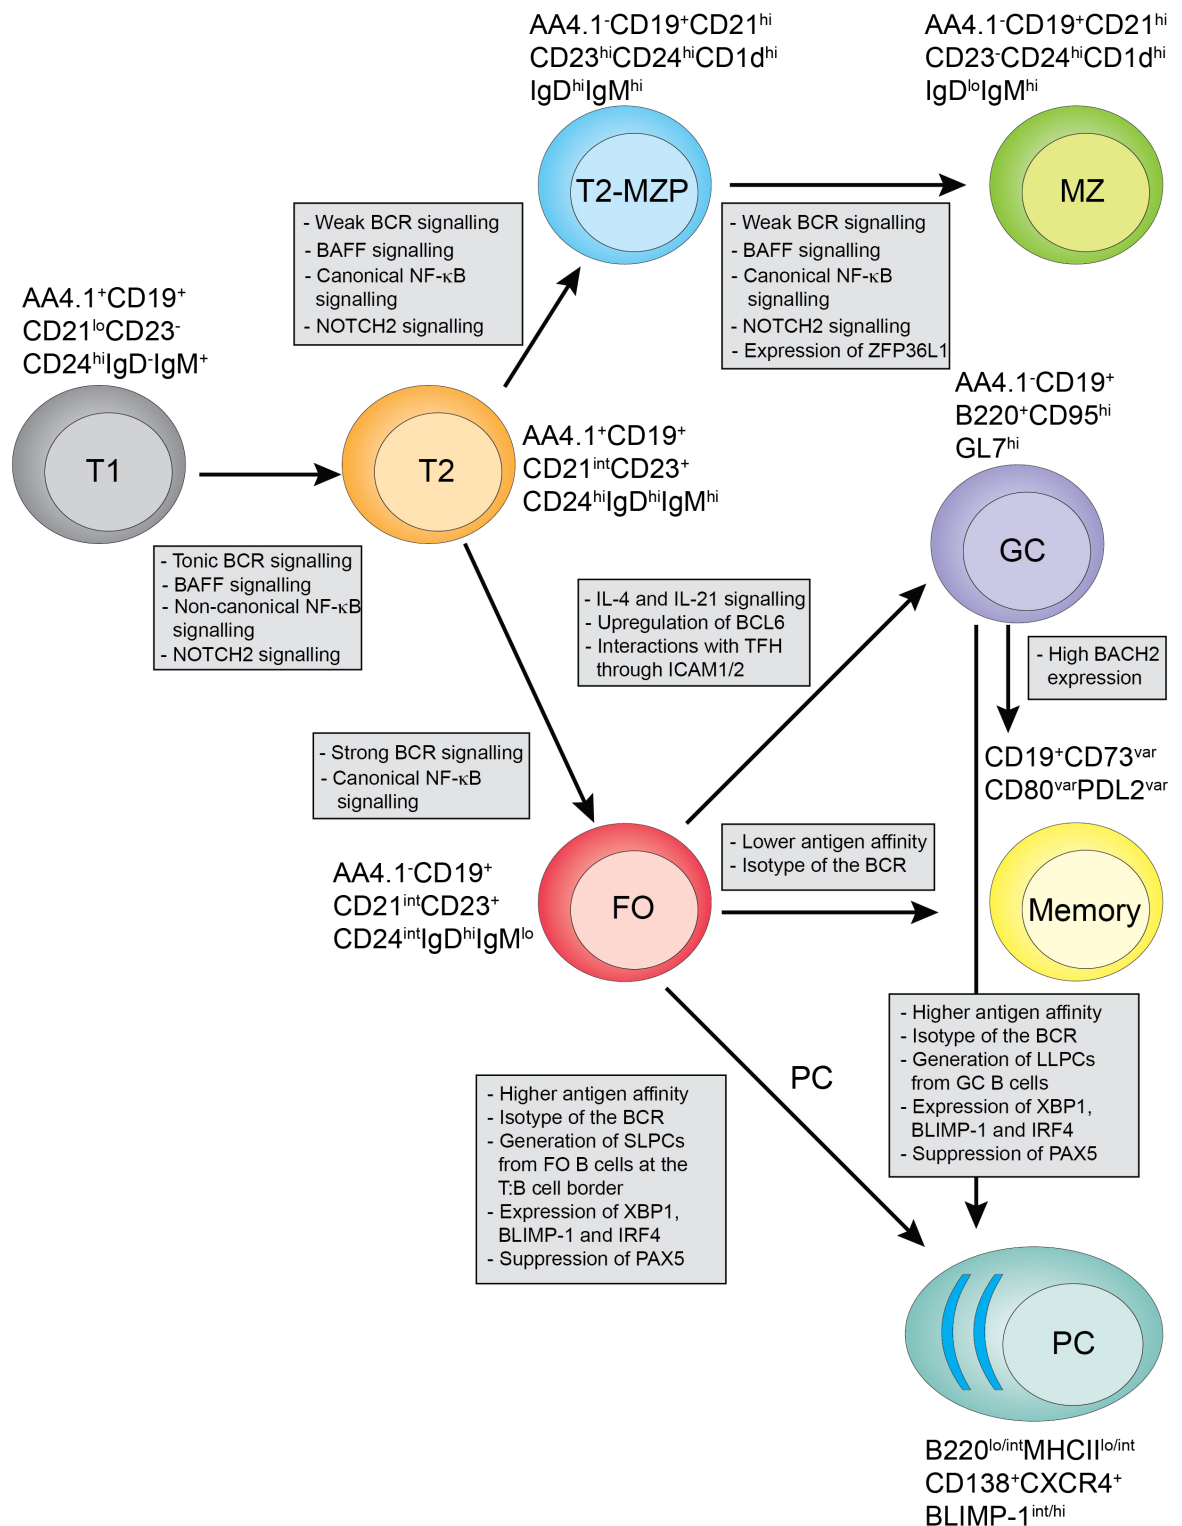 AA4.1⁻CD19⁺CD21ʰⁱ
CD23ʰⁱCD24ʰⁱCD1dʰⁱ
IgDʰⁱIgMʰⁱ
T2-MZP
AA4.1⁻CD19⁺CD21ʰⁱ
CD23⁻CD24ʰⁱCD1dʰⁱ
IgDˡᵒIgMʰⁱ
MZ
- Weak BCR signalling
- BAFF signalling
- Canonical NF-κB
signalling
- NOTCH2 signalling
- Weak BCR signalling
- BAFF signalling
- Canonical NF-κB
signalling
- NOTCH2 signalling
- Expression of ZFP36L1
AA4.1⁺CD19⁺
CD21ˡᵒCD23⁻
CD24ʰⁱIgD⁻IgM⁺
T1
T2
AA4.1⁺CD19⁺
CD21ⁱⁿᵗCD23⁺
CD24ʰⁱIgDʰⁱIgMʰⁱ
AA4.1⁻CD19⁺
B220⁺CD95ʰⁱ
GL7ʰⁱ
GC
- Tonic BCR signalling
- BAFF signalling
- Non-canonical NF-κB
signalling
- NOTCH2 signalling
- IL-4 and IL-21 signalling
- Upregulation of BCL6
- Interactions with TFH
through ICAM1/2
- High BACH2
expression
- Strong BCR signalling
- Canonical NF-κB
signalling
CD19⁺CD73ᵛᵃʳ
CD80ᵛᵃʳPDL2ᵛᵃʳ
Memory
AA4.1⁻CD19⁺
CD21ⁱⁿᵗCD23⁺
CD24ⁱⁿᵗIgDʰⁱIgMˡᵒ
FO
- Lower antigen affinity
- Isotype of the BCR
- Higher antigen affinity
- Isotype of the BCR
- Generation of LLPCs
from GC B cells
- Expression of XBP1,
BLIMP-1 and IRF4
- Suppression of PAX5
PC
- Higher antigen affinity
- Isotype of the BCR
- Generation of SLPCs
from FO B cells at the
T:B cell border
- Expression of XBP1,
BLIMP-1 and IRF4
- Suppression of PAX5
PC
B220ˡᵒ/ⁱⁿᵗMHCIIˡᵒ/ⁱⁿᵗ
CD138⁺CXCR4⁺
BLIMP-1ⁱⁿᵗ/ʰⁱ